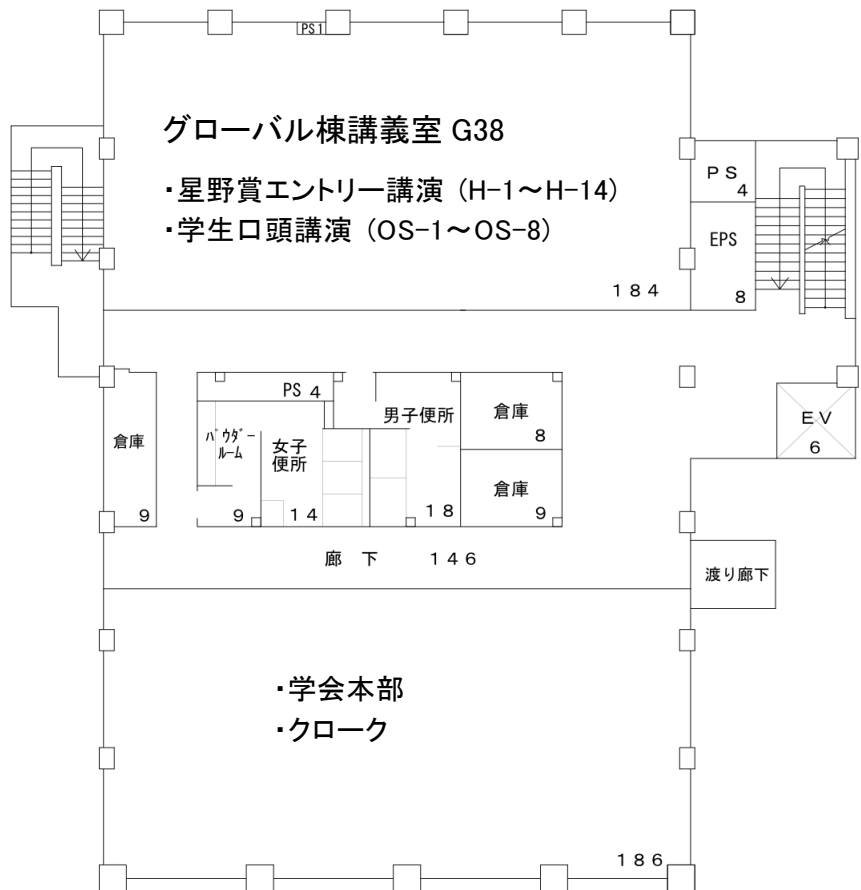 PS1
グローバル棟講義室 G38
・星野賞エントリー講演 (H-1～H-14)
・学生口頭講演 (OS-1～OS-8)
184
PS
4
EPS
8
倉庫
9
PS 4
パウダー
ルーム
9
女子
便所
14
男子便所
18
倉庫
8
倉庫
9
EV
6
廊 下 146
渡り廊下
・学会本部
・クローク
186